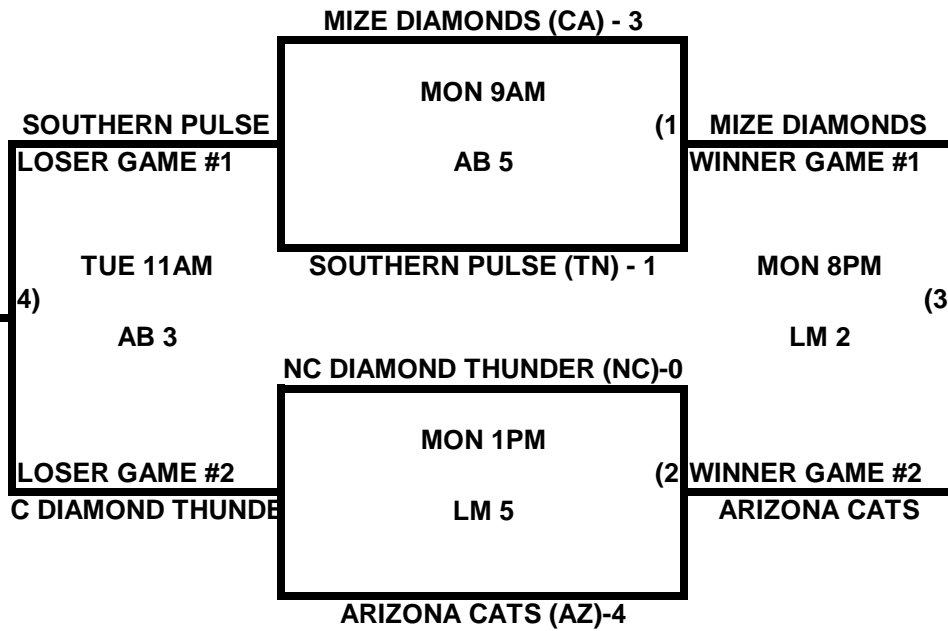 MIZE DIAMONDS (CA) - 3
MON 9AM
SOUTHERN PULSE
(1
MIZE DIAMONDS
LOSER GAME #1
AB 5
WINNER GAME #1
TUE 11AM
SOUTHERN PULSE (TN) - 1
MON 8PM
4)
(3
AB 3
LM 2
NC DIAMOND THUNDER (NC)-0
MON 1PM
LOSER GAME #2
(2
WINNER GAME #2
C DIAMOND THUNDE
LM 5
ARIZONA CATS
ARIZONA CATS (AZ)-4